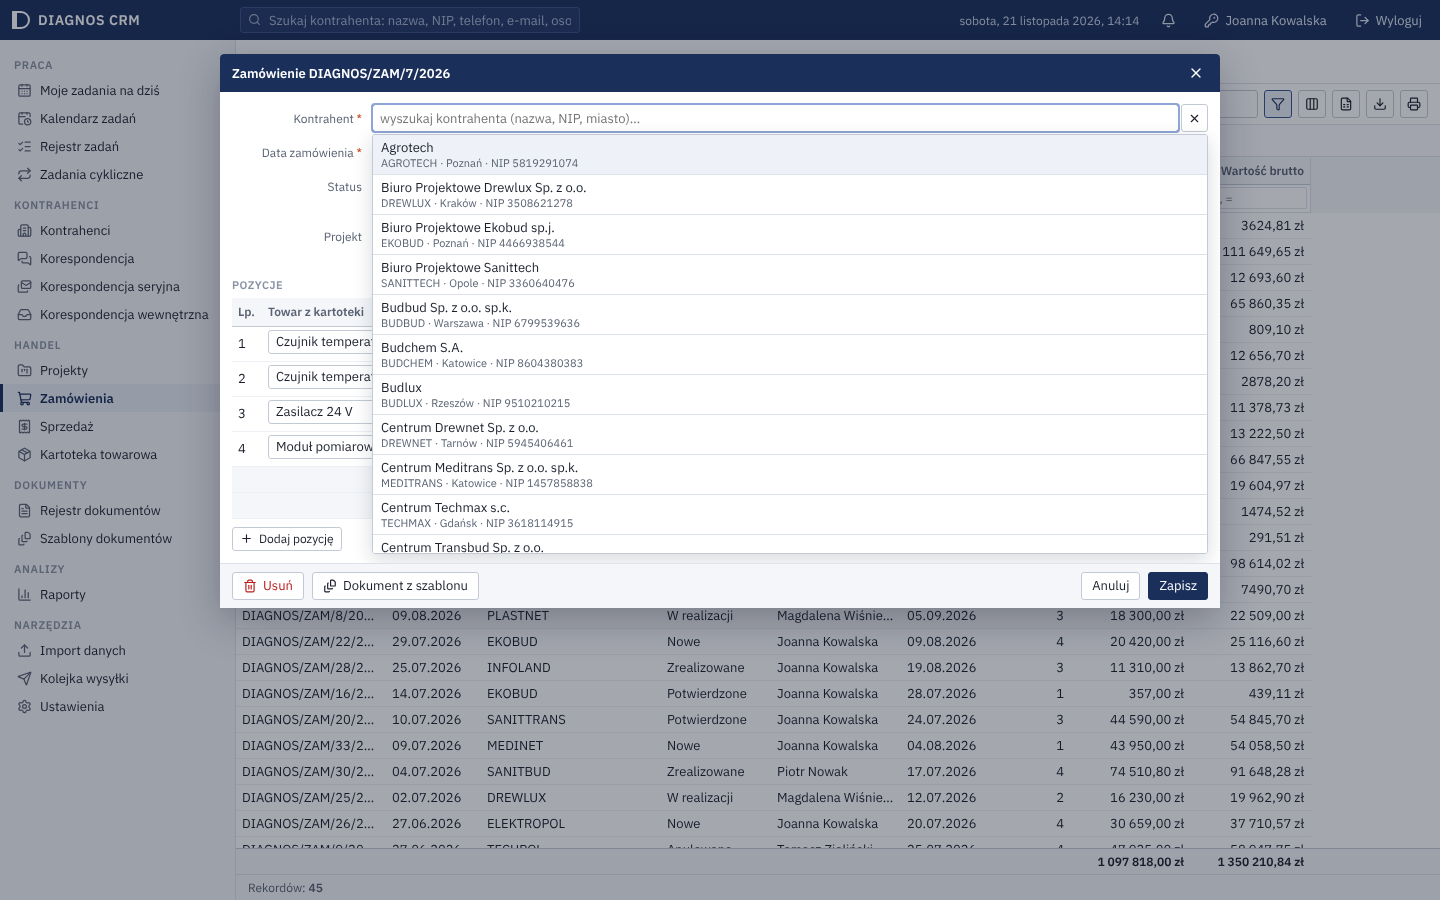 DIAGNOS CRM
Szukaj kontrahenta: nazwa, NIP, telefon, e-mail, oso
sobota, 21 listopada 2026, 14:14
Joanna Kowalska
Wyloguj
PRACA
Moje zadania na dziś
Kalendarz zadań
Rejestr zadań
Zadania cykliczne
KONTRAHENCI
Kontrahenci
Korespondencja
Korespondencja seryjna
Korespondencja wewnętrzna
HANDEL
Projekty
Zamówienia
Sprzedaż
Kartoteka towarowa
DOKUMENTY
Rejestr dokumentów
Szablony dokumentów
ANALIZY
Raporty
NARZĘDZIA
Import danych
Kolejka wysyłki
Ustawienia
Zamówienie DIAGNOS/ZAM/7/2026
Kontrahent *
wyszukaj kontrahenta (nazwa, NIP, miasto)...
Data zamówienia *
Status
Projekt
Agrotech
AGROTECH · Poznań · NIP 5819291074
Biuro Projektowe Drewlux Sp. z o.o.
DREWLUX · Kraków · NIP 3508621278
Biuro Projektowe Ekobud sp.j.
EKOBUD · Poznań · NIP 4466938544
Biuro Projektowe Sanittech
SANITTECH · Opole · NIP 3360640476
Budbud Sp. z o.o. sp.k.
BUDBUD · Warszawa · NIP 6799539636
Budchem S.A.
BUDCHEM · Katowice · NIP 8604380383
Budlux
BUDLUX · Rzeszów · NIP 9510210215
Centrum Drewnet Sp. z o.o.
DREWNET · Tarnów · NIP 5945406461
Centrum Meditrans Sp. z o.o. sp.k.
MEDITRANS · Katowice · NIP 1457858838
Centrum Techmax s.c.
TECHMAX · Gdańsk · NIP 3618114915
Centrum Transbud Sp. z o.o.
POZYCJE
Lp. Towar z kartoteki
1 Czujnik tempera
2 Czujnik tempera
3 Zasilacz 24 V
4 Moduł pomiarow
+ Dodaj pozycję
Usuń
Dokument z szablonu
Anuluj
Zapisz
Wartość brutto
, =
3624,81 zł
111 649,65 zł
12 693,60 zł
65 860,35 zł
809,10 zł
12 656,70 zł
2878,20 zł
11 378,73 zł
13 222,50 zł
66 847,55 zł
19 604,97 zł
1474,52 zł
291,51 zł
98 614,02 zł
7490,70 zł
DIAGNOS/ZAM/8/20... 09.08.2026 PLASTNET W realizacji Magdalena Wiśnie... 05.09.2026 3 18 300,00 zł 22 509,00 zł
DIAGNOS/ZAM/22/2... 29.07.2026 EKOBUD Nowe Joanna Kowalska 09.08.2026 4 20 420,00 zł 25 116,60 zł
DIAGNOS/ZAM/28/2... 25.07.2026 INFOLAND Zrealizowane Joanna Kowalska 19.08.2026 3 11 310,00 zł 13 862,70 zł
DIAGNOS/ZAM/16/2... 14.07.2026 EKOBUD Potwierdzone Joanna Kowalska 28.07.2026 1 357,00 zł 439,11 zł
DIAGNOS/ZAM/20/2... 10.07.2026 SANITTRANS Potwierdzone Joanna Kowalska 24.07.2026 3 44 590,00 zł 54 845,70 zł
DIAGNOS/ZAM/33/2... 09.07.2026 MEDINET Nowe Joanna Kowalska 04.08.2026 1 43 950,00 zł 54 058,50 zł
DIAGNOS/ZAM/30/2... 04.07.2026 SANITBUD Zrealizowane Piotr Nowak 17.07.2026 4 74 510,80 zł 91 648,28 zł
DIAGNOS/ZAM/25/2... 02.07.2026 DREWLUX W realizacji Magdalena Wiśnie... 12.07.2026 2 16 230,00 zł 19 962,90 zł
DIAGNOS/ZAM/26/2... 27.06.2026 ELEKTROPOL Nowe Joanna Kowalska 20.07.2026 4 30 659,00 zł 37 710,57 zł
1 097 818,00 zł 1 350 210,84 zł
Rekordów: 45